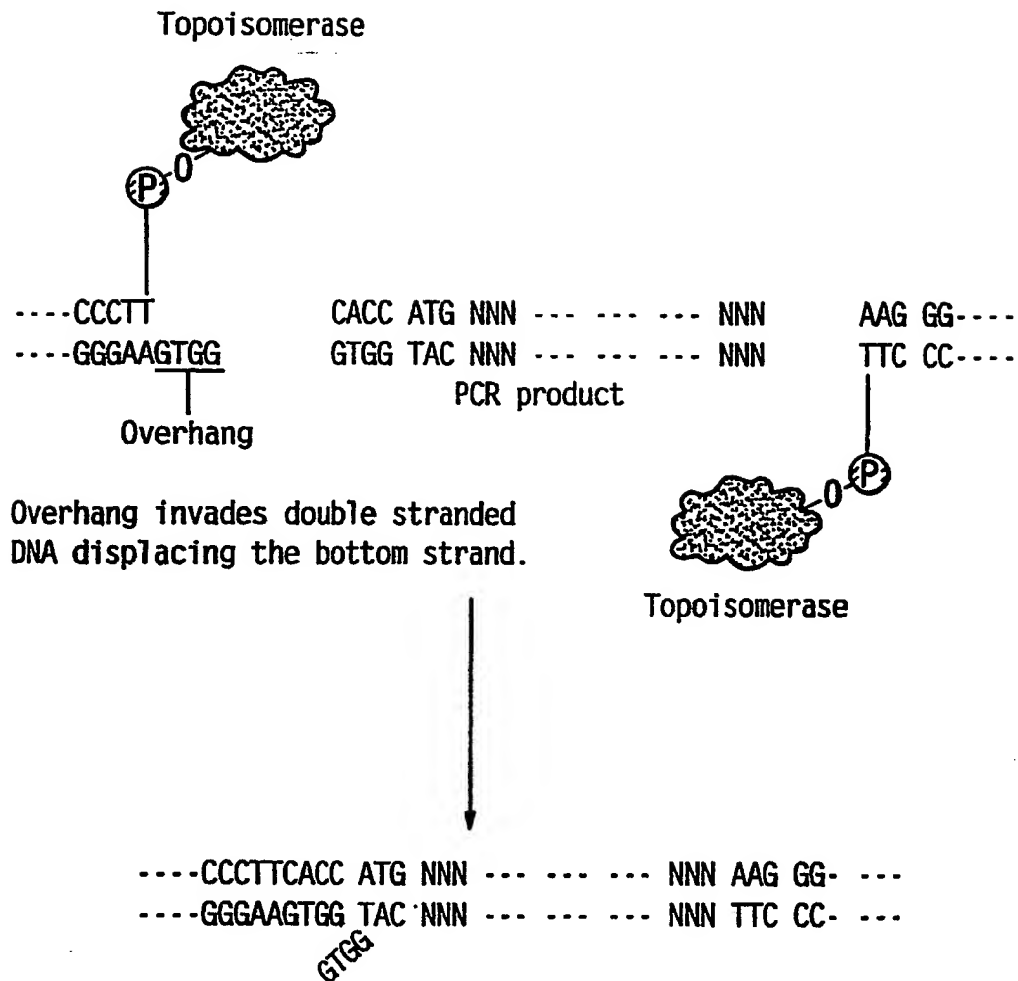 Topoisomerase
P
O
----CCCTT CACC ATG NNN --- --- --- NNN AAG GG----
----GGGAAGTGG GTGG TAC NNN --- --- --- NNN TTC CC----
PCR product
Overhang
P
O
Overhang invades double stranded
DNA displacing the bottom strand.
Topoisomerase
----CCCTTCACC ATG NNN --- --- --- NNN AAG GG- ---
----GGGAAGTGG TAC NNN --- --- --- NNN TTC CC- ---
GTGG